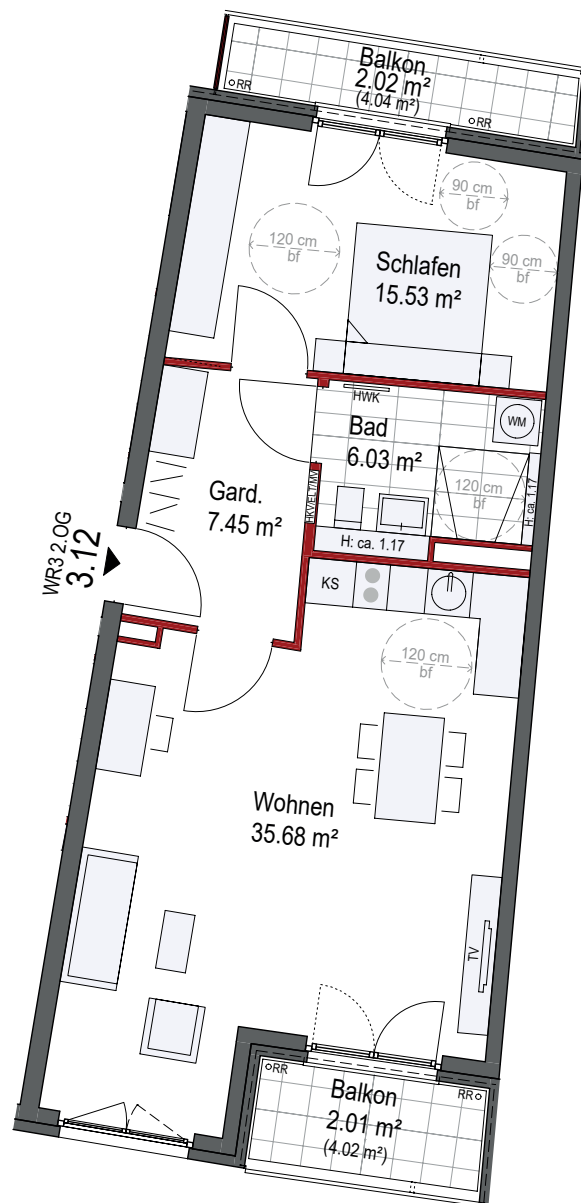 Balkon
2.02 m²
(4.04 m²)
RR
RR
90 cm
bf
120 cm
bf
90 cm
bf
Schlafen
15.53 m²
HWK
WM
Bad
6.03 m²
Gard.
7.45 m²
HKV/ELT/MV
120 cm
bf
H: ca. 1.17
H: ca. 1.17
WR3 2.OG
3.12
KS
120 cm
bf
Wohnen
35.68 m²
TV
RR
RR
Balkon
2.01 m²
(4.02 m²)